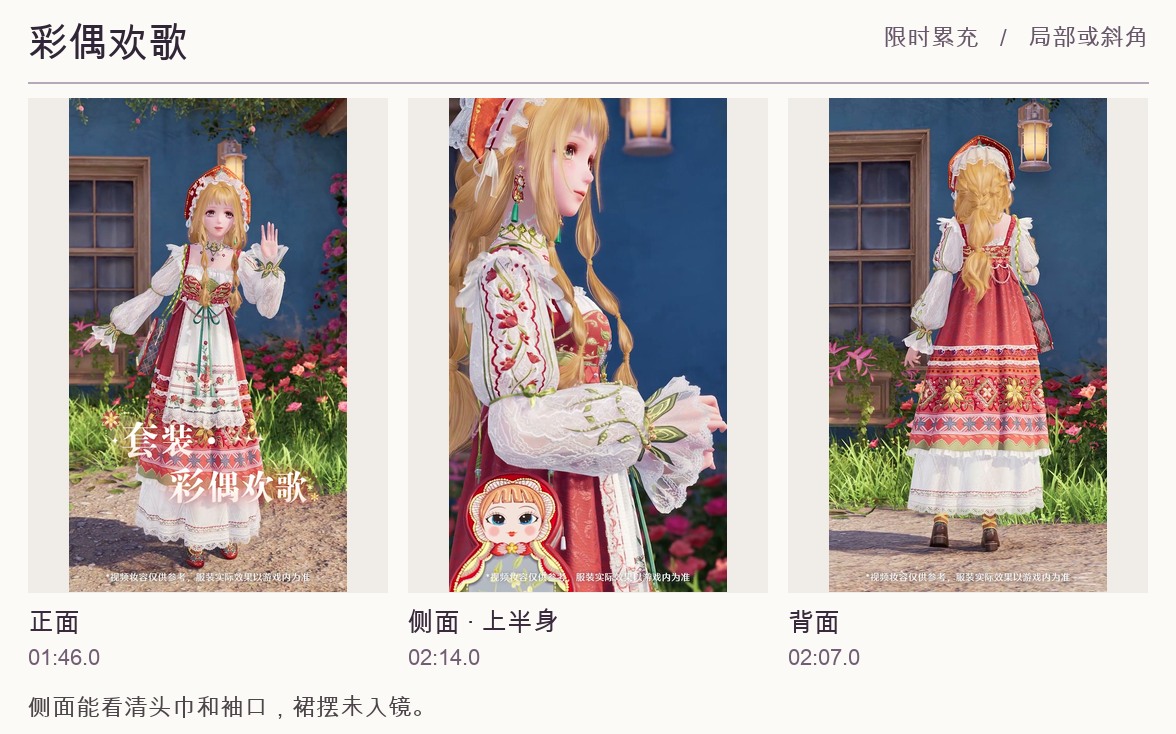 彩偶欢歌
限时累充 / 局部或斜角
套装·
彩偶欢歌
*视频妆容仅供参考，服装实际效果以游戏内为准
*视频妆容仅供参考，服装实际效果以游戏内为准
*视频妆容仅供参考，服装实际效果以游戏内为准
正面
01:46.0
侧面 · 上半身
02:14.0
背面
02:07.0
侧面能看清头巾和袖口，裙摆未入镜。